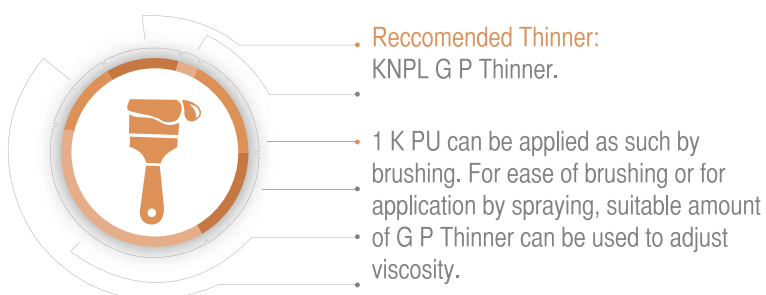 Reccomended Thinner:
KNPL G P Thinner.
1 K PU can be applied as such by
brushing. For ease of brushing or for
application by spraying, suitable amount
of G P Thinner can be used to adjust
viscosity.